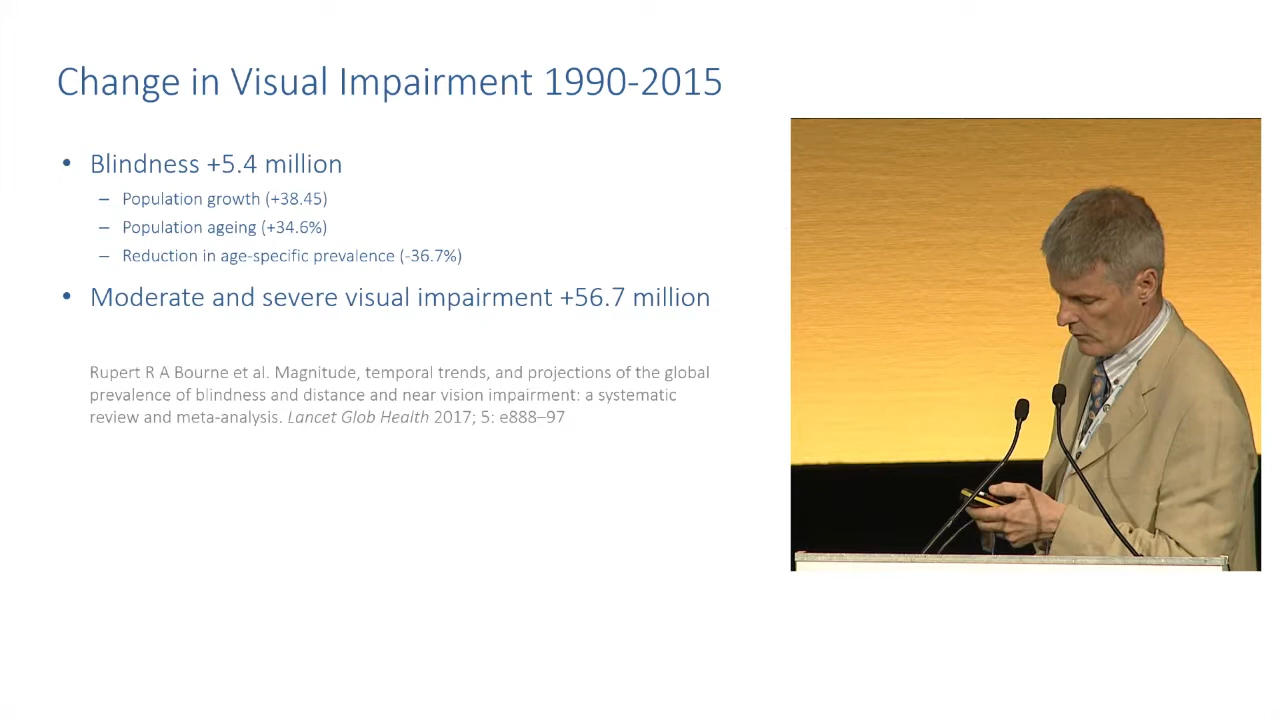 Change in Visual Impairment 1990-2015
• Blindness +5.4 million
– Population growth (+38.45)
– Population ageing (+34.6%)
– Reduction in age-specific prevalence (-36.7%)
• Moderate and severe visual impairment +56.7 million
Rupert R A Bourne et al. Magnitude, temporal trends, and projections of the global
prevalence of blindness and distance and near vision impairment: a systematic
review and meta-analysis. Lancet Glob Health 2017; 5: e888–97